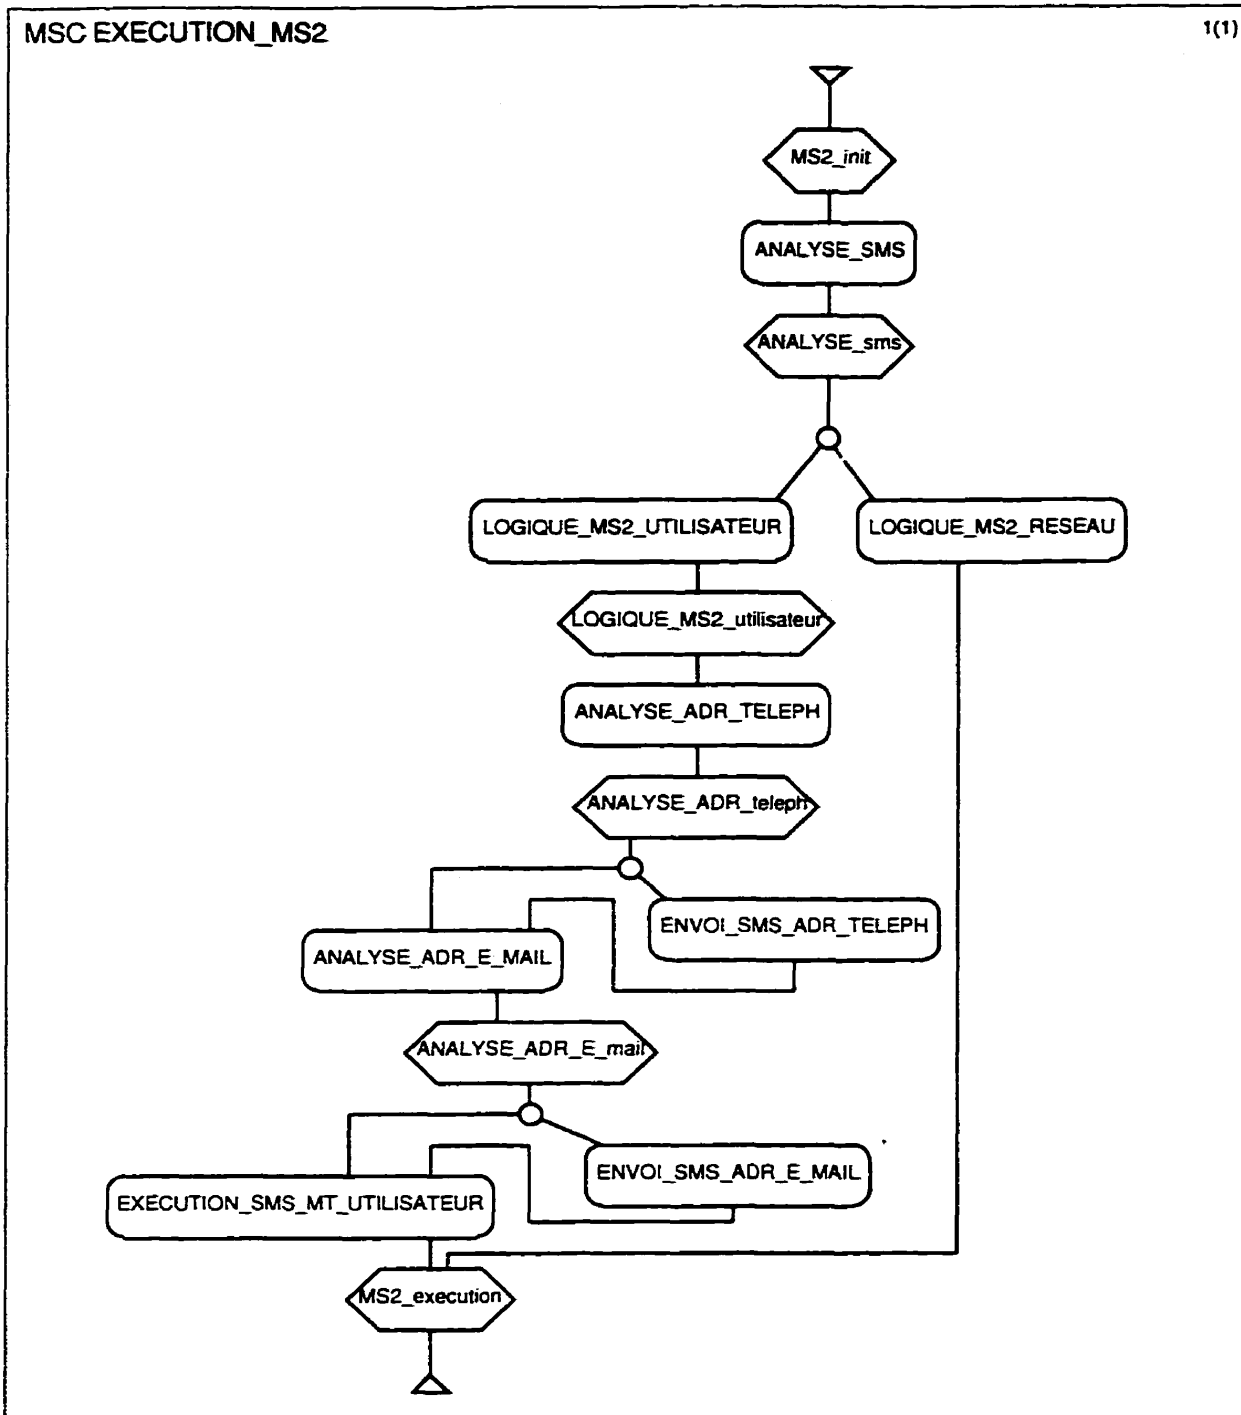 MSC EXECUTION_MS2
1(1)
MS2_init
ANALYSE_SMS
ANALYSE_sms
LOGIQUE_MS2_UTILISATEUR
LOGIQUE_MS2_RESEAU
LOGIQUE_MS2_utilisateur
ANALYSE_ADR_TELEPH
ANALYSE_ADR_teleph
ENVOI_SMS_ADR_TELEPH
ANALYSE_ADR_E_MAIL
ANALYSE_ADR_E_mail
ENVOI_SMS_ADR_E_MAIL
EXECUTION_SMS_MT_UTILISATEUR
MS2_execution